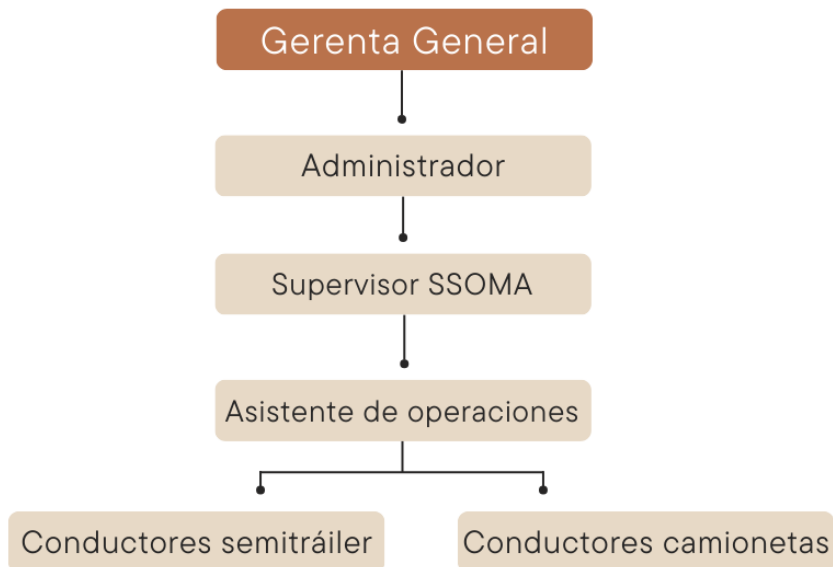 Gerenta General
Administrador
Supervisor SSOMA
Asistente de operaciones
Conductores semitráiler
Conductores camionetas